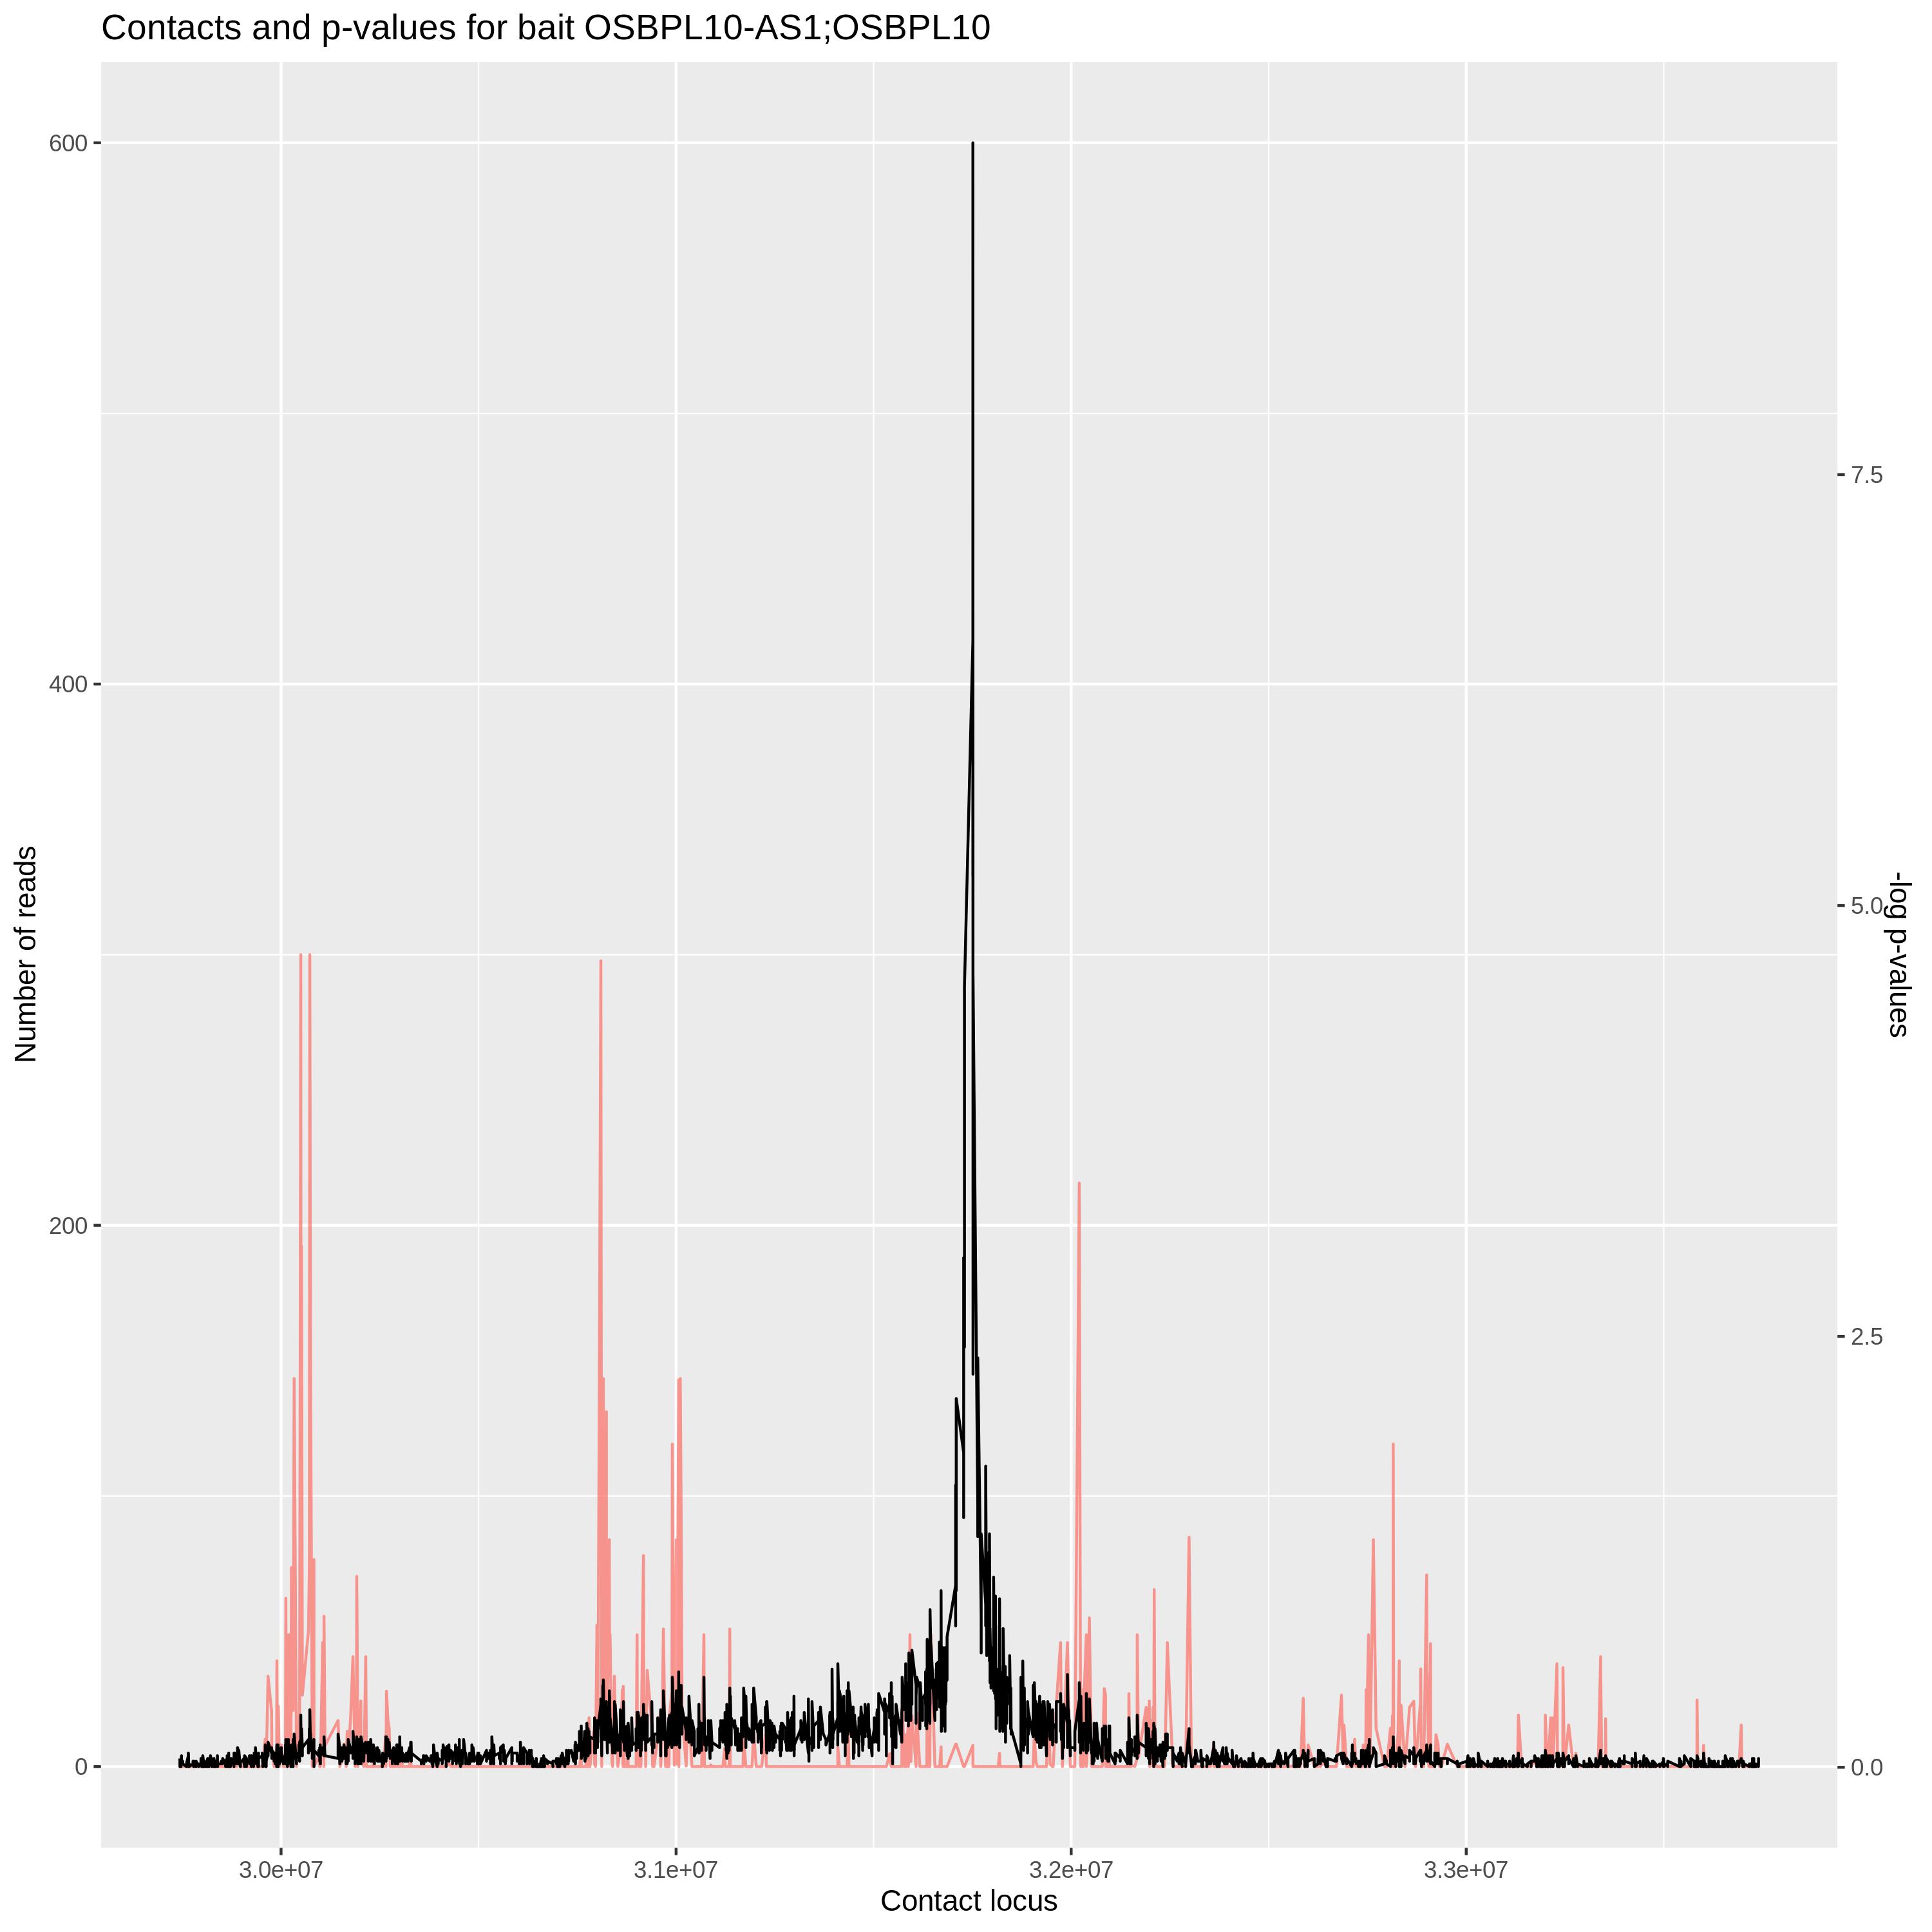 Contacts and p-values for bait OSBPL10-AS1;OSBPL10
600
400
200
0
Number of reads
7.5
5.0
2.5
0.0
-log p-values
3.0e+07
3.1e+07
3.2e+07
3.3e+07
Contact locus